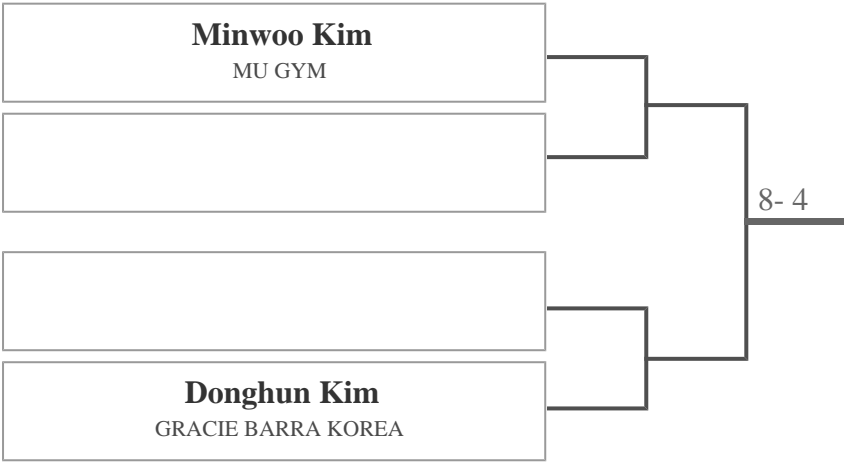 Minwoo Kim
MU GYM
8- 4
Donghun Kim
GRACIE BARRA KOREA